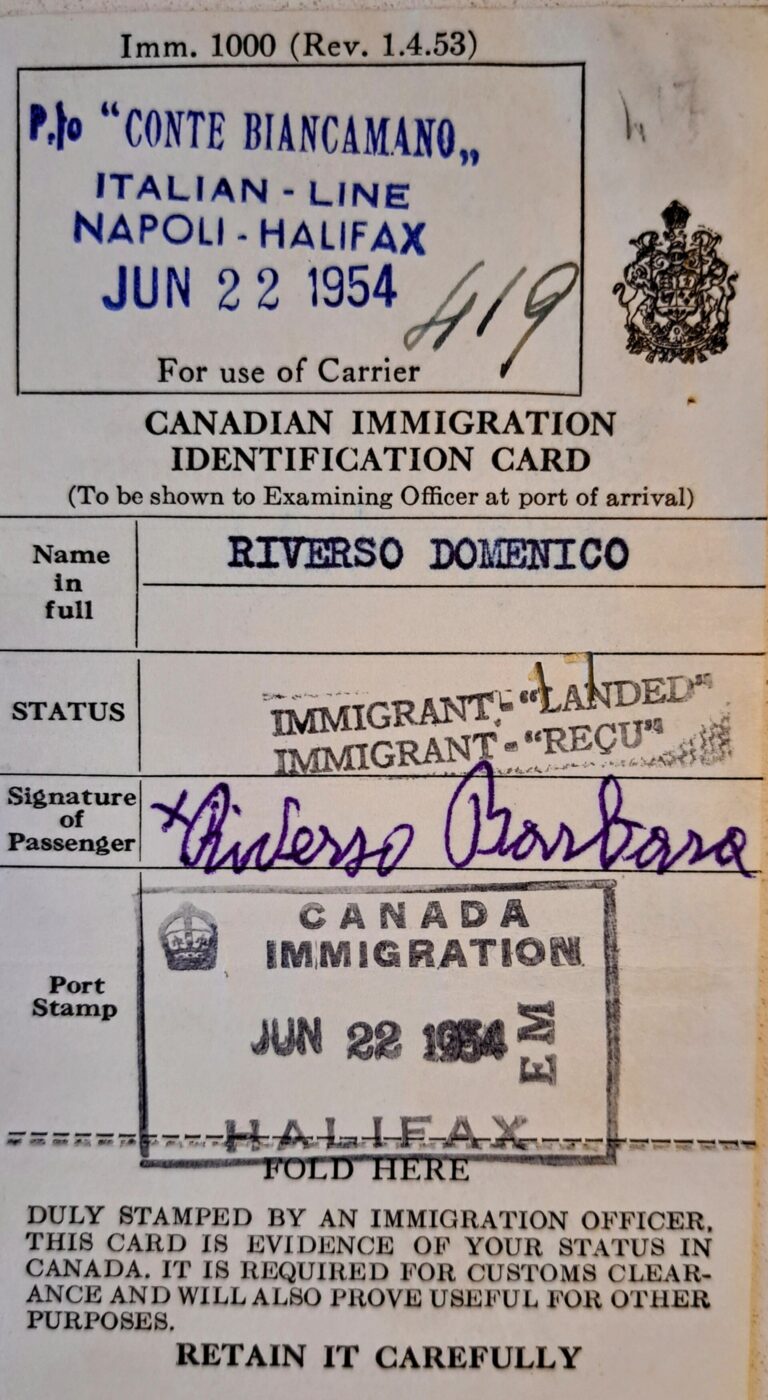 Imm. 1000 (Rev. 1.4.53)
417
P.fo "CONTE BIANCAMANO„
ITALIAN - LINE
NAPOLI - HALIFAX
JUN 22 1954
419
For use of Carrier
CANADIAN IMMIGRATION
IDENTIFICATION CARD
(To be shown to Examining Officer at port of arrival)
Name
in
full
RIVERSO DOMENICO
STATUS
17
IMMIGRANT - "LANDED"
IMMIGRANT - "REÇU"
Signature
of
Passenger
x Riverso Barbara
Port
Stamp
CANADA
IMMIGRATION
JUN 22 1954
EM
HALIFAX
FOLD HERE
DULY STAMPED BY AN IMMIGRATION OFFICER,
THIS CARD IS EVIDENCE OF YOUR STATUS IN
CANADA. IT IS REQUIRED FOR CUSTOMS CLEAR-
ANCE AND WILL ALSO PROVE USEFUL FOR OTHER
PURPOSES.
RETAIN IT CAREFULLY